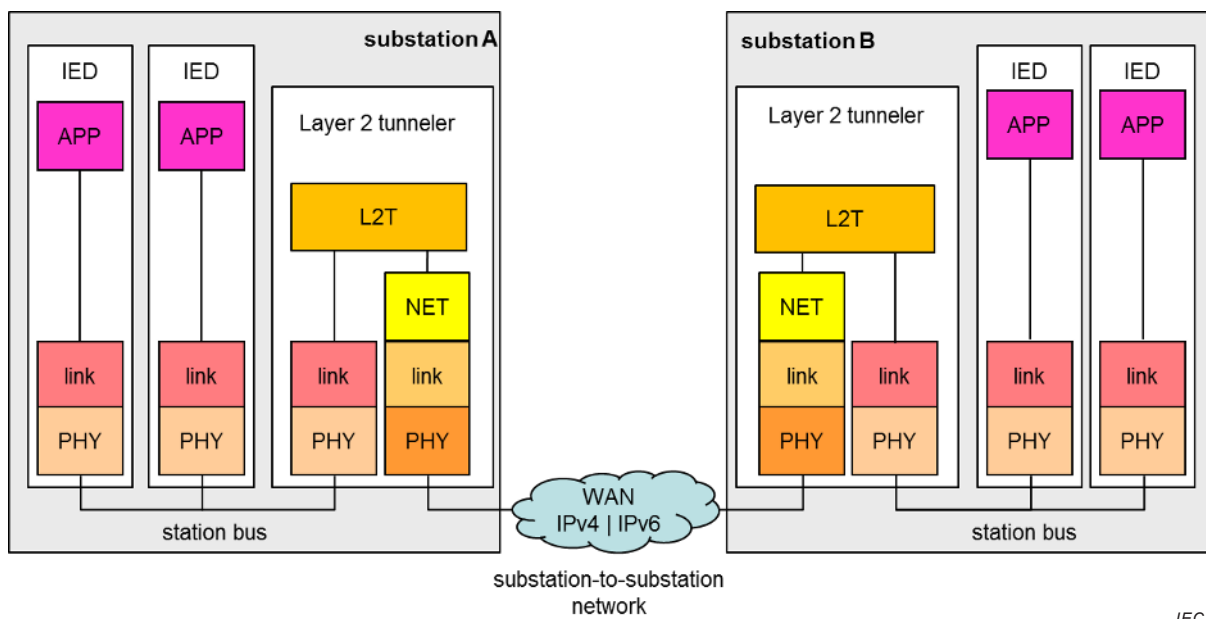 substation A
IED
IED
APP
APP
Layer 2 tunneler
L2T
NET
link
link
link
link
PHY
PHY
PHY
PHY
station bus
WAN
IPv4 | IPv6
substation-to-substation
network
substation B
Layer 2 tunneler
IED
IED
APP
APP
L2T
NET
link
link
link
link
PHY
PHY
PHY
PHY
station bus
IEC